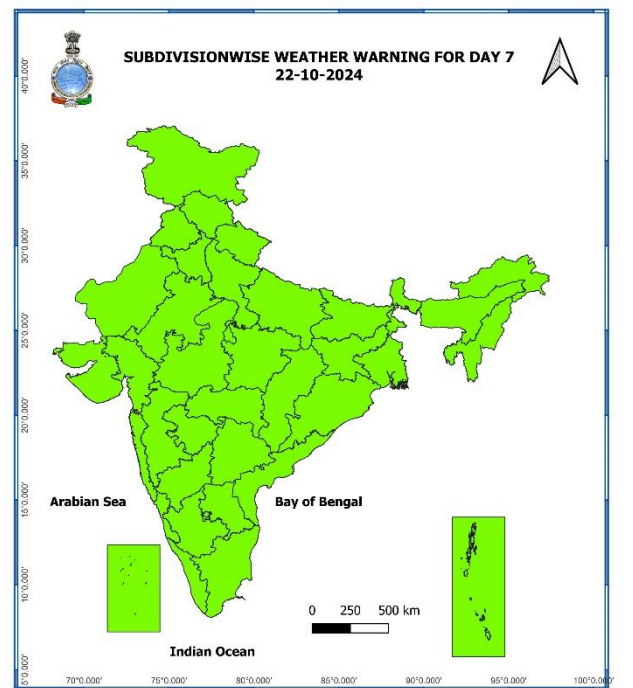 SUBDIVISIONWISE WEATHER WARNING FOR DAY 7
22-10-2024
40°0.000'
35°0.000'
30°0.000'
25°0.000'
20°0.000'
15°0.000'
10°0.000'
5°0.000'
Arabian Sea
Bay of Bengal
0 250 500 km
Indian Ocean
70°0.000' 75°0.000' 80°0.000' 85°0.000' 90°0.000' 95°0.000' 100°0.000'